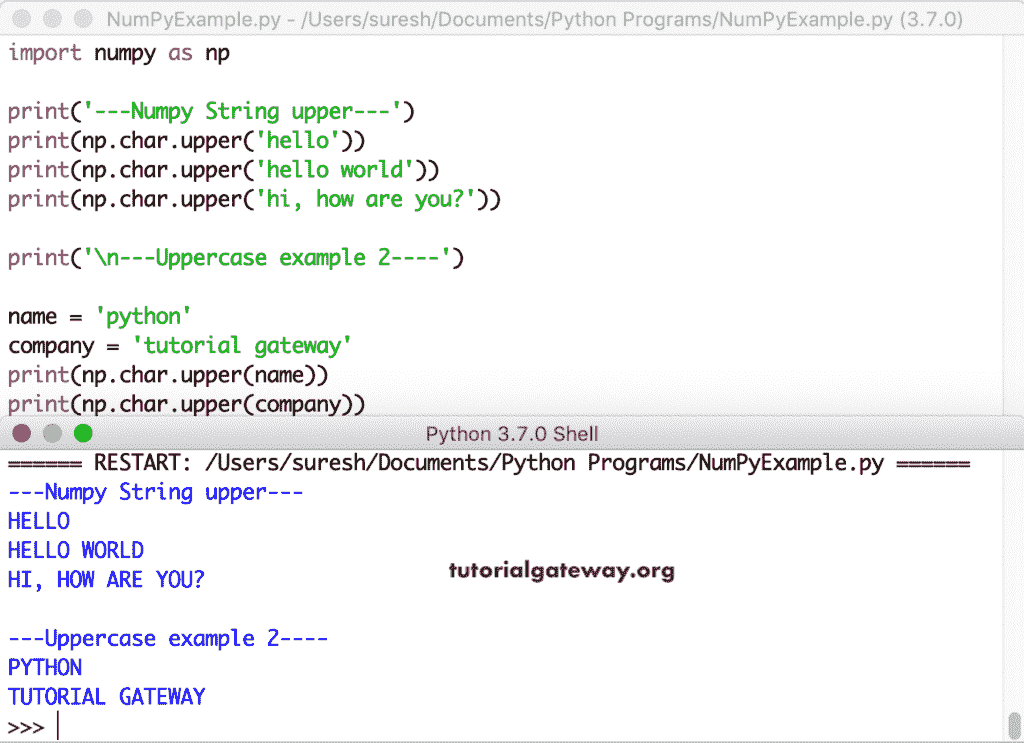 NumPyExample.py - /Users/suresh/Documents/Python Programs/NumPyExample.py (3.7.0)
import numpy as np
print('---Numpy String upper---')
print(np.char.upper('hello'))
print(np.char.upper('hello world'))
print(np.char.upper('hi, how are you?'))
print('\n---Uppercase example 2----')
name = 'python'
company = 'tutorial gateway'
print(np.char.upper(name))
print(np.char.upper(company))
Python 3.7.0 Shell
====== RESTART: /Users/suresh/Documents/Python Programs/NumPyExample.py ======
---Numpy String upper---
HELLO
HELLO WORLD
HI, HOW ARE YOU?
tutorialgateway.org
---Uppercase example 2----
PYTHON
TUTORIAL GATEWAY
>>>